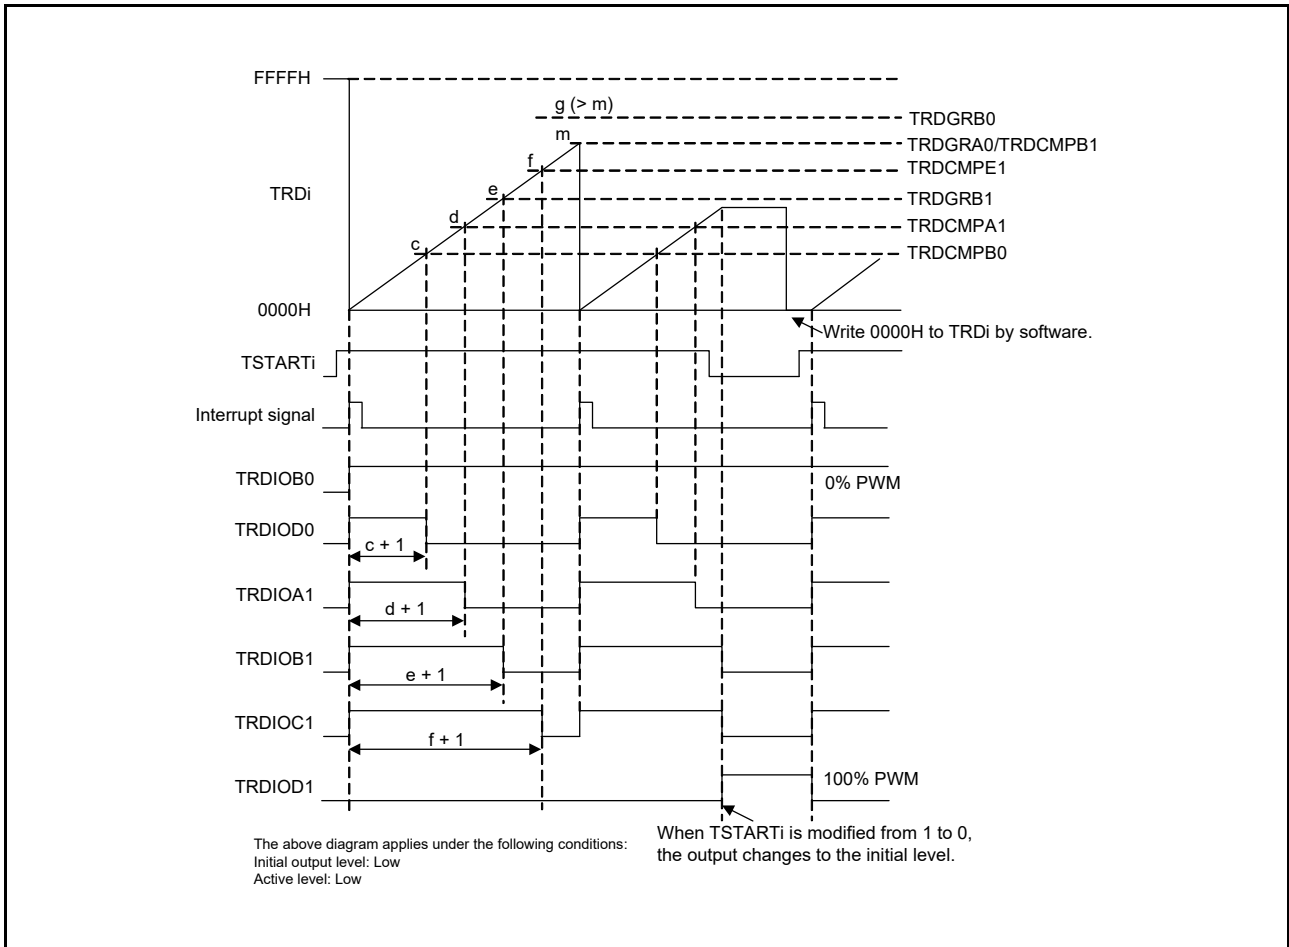 FFFFH
g (> m)
TRDGRB0
m
TRDGRA0/TRDCMPB1
f
TRDCMPE1
TRDi
e
TRDGRB1
d
TRDCMPA1
c
TRDCMPB0
0000H
Write 0000H to TRDi by software.
TSTARTi
Interrupt signal
TRDIOB0
0% PWM
TRDIOD0
c + 1
TRDIOA1
d + 1
TRDIOB1
e + 1
TRDIOC1
f + 1
TRDIOD1
100% PWM
When TSTARTi is modified from 1 to 0,
the output changes to the initial level.
The above diagram applies under the following conditions:
Initial output level: Low
Active level: Low